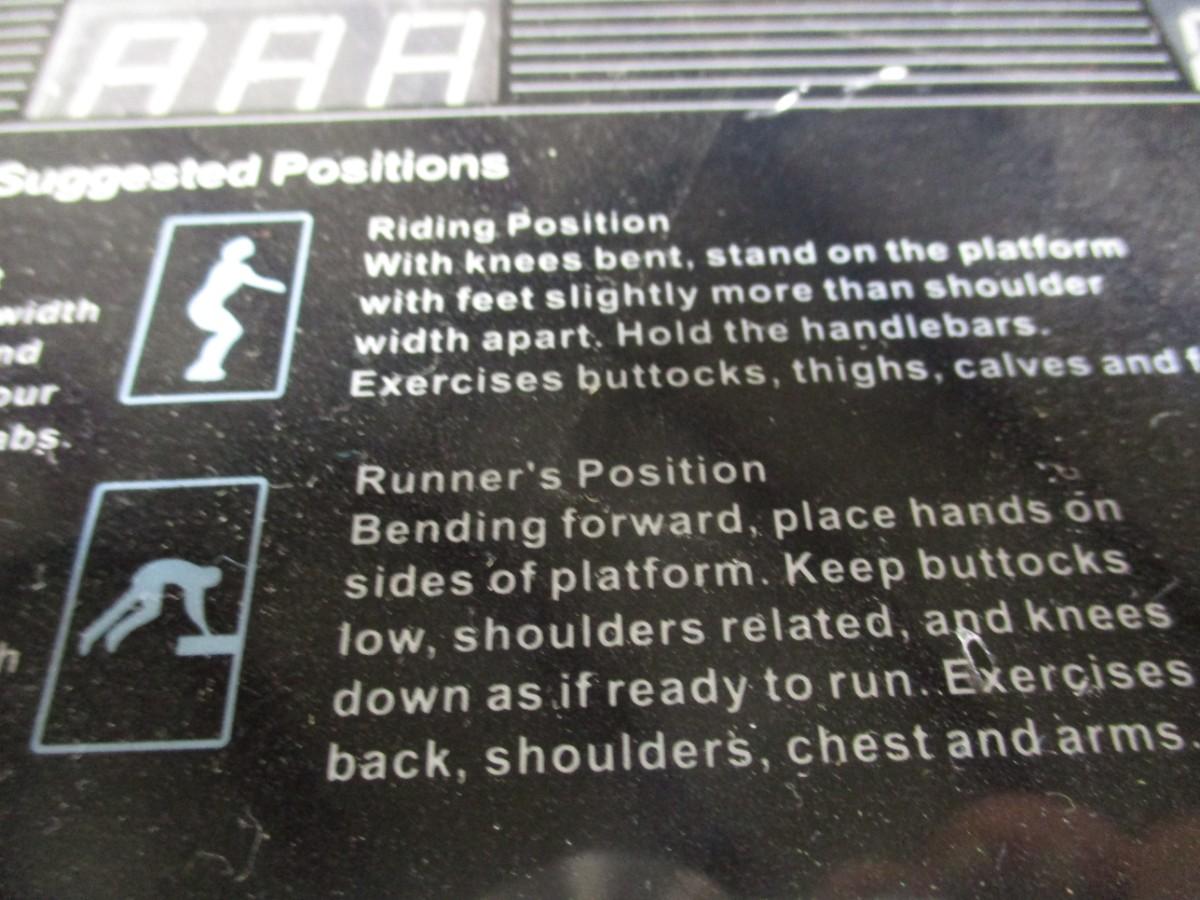 AAA
Suggested Positions
Riding Position
With knees bent, stand on the platform
with feet slightly more than shoulder
width apart. Hold the handlebars.
Exercises buttocks, thighs, calves and f
width
nd
our
abs.
h
Runner's Position
Bending forward, place hands on
sides of platform. Keep buttocks
low, shoulders related, and knees
down as if ready to run. Exercises
back, shoulders, chest and arms.